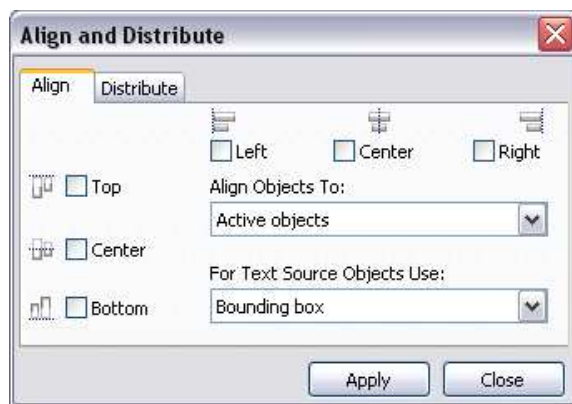 Align and Distribute
Align Distribute
Left Center Right
Top
Align Objects To:
Active objects
Center
For Text Source Objects Use:
Bottom
Bounding box
Apply Close